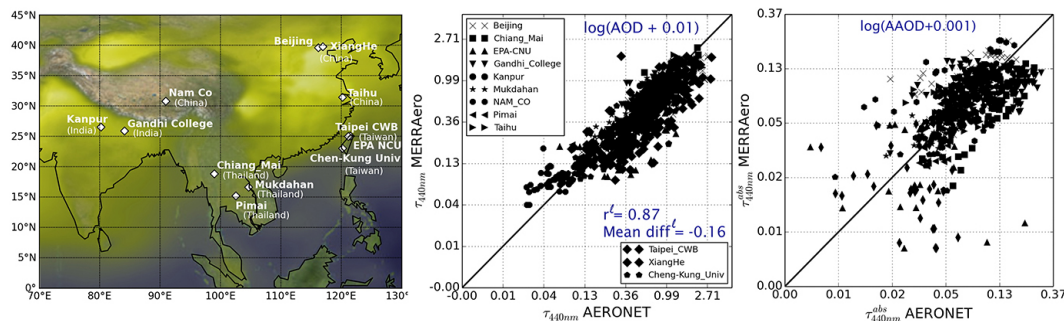 45°N
40°N
35°N
30°N
25°N
20°N
15°N
10°N
5°N
0°
70°E 80°E 90°E 100°E 110°E 120°E 130°E
Beijing
XiangHe
(China)
Nam Co
(China)
Taihu
(China)
Kanpur
(India)
Gandhi College
(India)
Taipei CWB
(Taiwan)
EPA NCU
Chen-Kung Univ
(Taiwan)
Chiang_Mai
(Thailand)
Mukdahan
(Thailand)
Pimai
(Thailand)
log(AOD + 0.01)
Beijing
Chiang_Mai
EPA-CNU
Gandhi_College
Kanpur
Mukdahan
NAM_CO
Pimai
Taihu
2.71
0.99
0.36
0.13
0.04
0.01
-0.00
τ440nm MERRAero
rℓ= 0.87
Mean diffℓ= -0.16
Taipei_CWB
XiangHe
Cheng-Kung_Univ
-0.00 0.01 0.04 0.13 0.36 0.99 2.71
τ440nm AERONET
log(AAOD+0.001)
0.37
0.13
0.05
0.02
0.01
0.00
τabs440nm MERRAero
0.00 0.01 0.02 0.05 0.13 0.37
τabs440nm AERONET